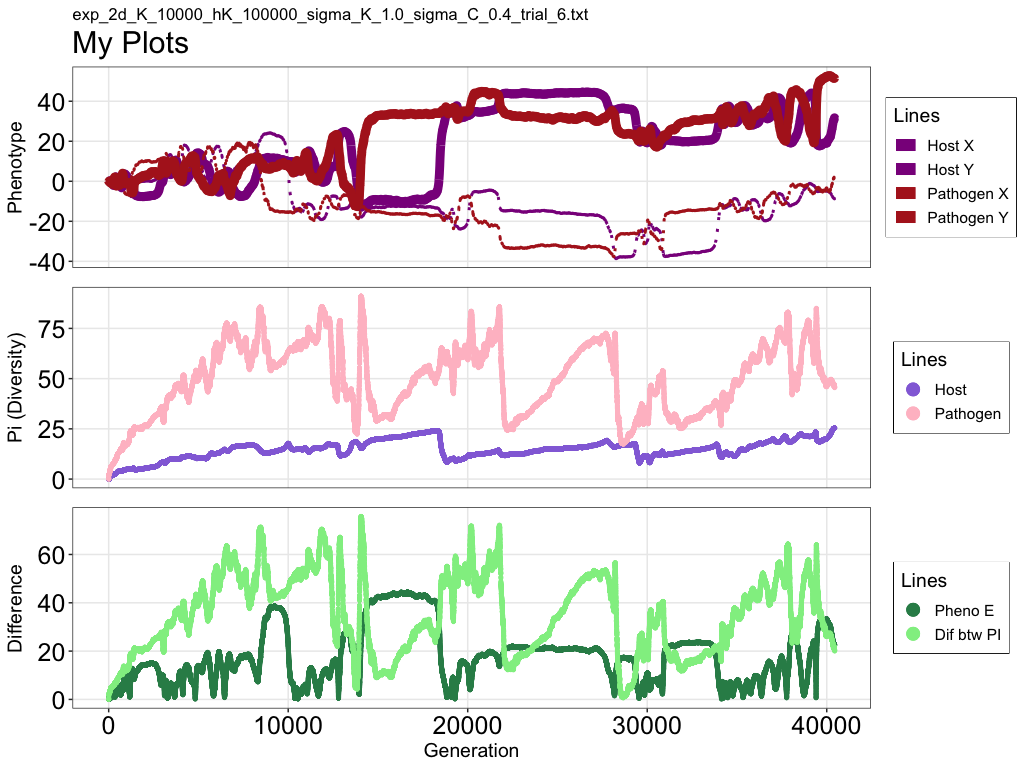 exp_2d_K_10000_hK_100000_sigma_K_1.0_sigma_C_0.4_trial_6.txt
My Plots
Phenotype
40
20
0
-20
-40
Lines
Host X
Host Y
Pathogen X
Pathogen Y
Pi (Diversity)
75
50
25
0
Lines
Host
Pathogen
Difference
60
40
20
0
Lines
Pheno E
Dif btw PI
0 10000 20000 30000 40000
Generation